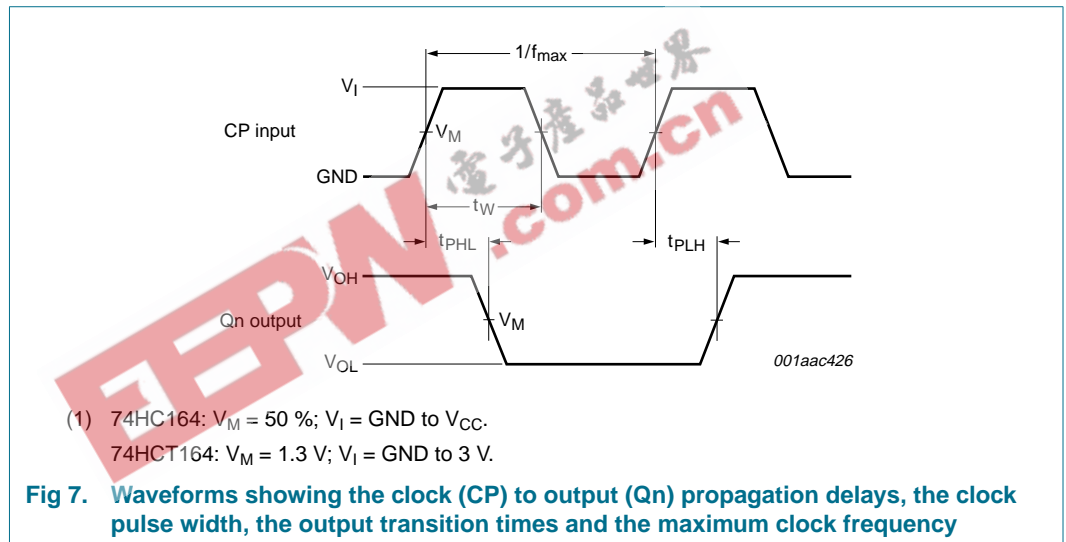 1/fmax
VI
CP input
VM
GND
tW
tPHL
tPLH
VOH
Qn output
VM
VOL
001aac426
電子產品世界
EEPW.com.cn
(1) 74HC164: VM = 50 %; VI = GND to VCC.
74HCT164: VM = 1.3 V; VI = GND to 3 V.
Fig 7. Waveforms showing the clock (CP) to output (Qn) propagation delays, the clock
pulse width, the output transition times and the maximum clock frequency